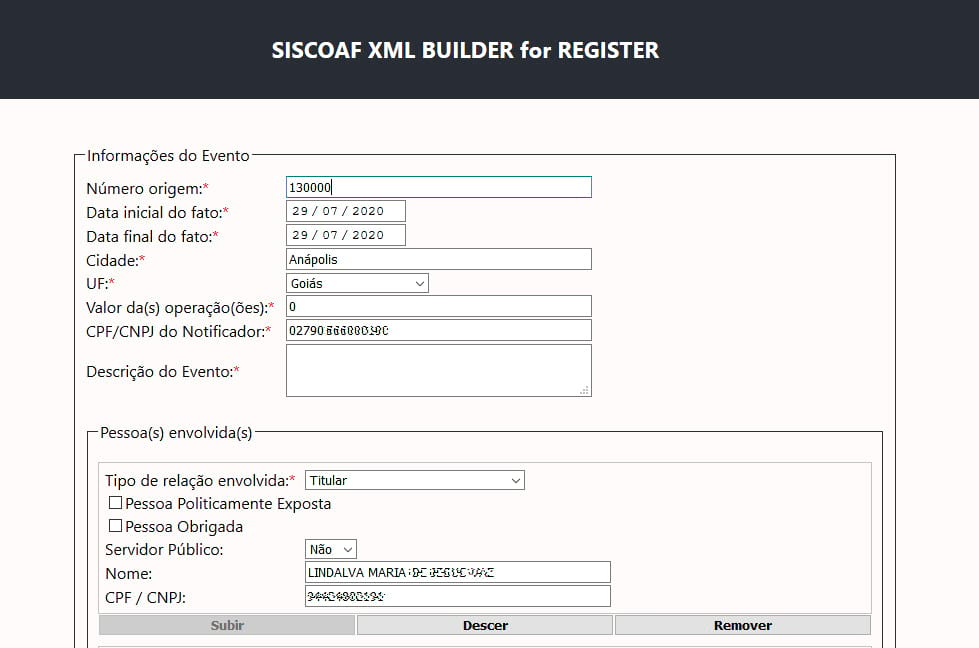 SISCOAF XML BUILDER for REGISTER
Informações do Evento
Número origem:* 130000
Data inicial do fato:* 29 / 07 / 2020
Data final do fato:* 29 / 07 / 2020
Cidade:* Anápolis
UF:* Goiás
Valor da(s) operação(ões):* 0
CPF/CNPJ do Notificador:* 02790
Descrição do Evento:*
Pessoa(s) envolvida(s)
Tipo de relação envolvida:* Titular
Pessoa Politicamente Exposta
Pessoa Obrigada
Servidor Público: Não
Nome: LINDALVA MARIA
CPF / CNPJ:
Subir Descer Remover